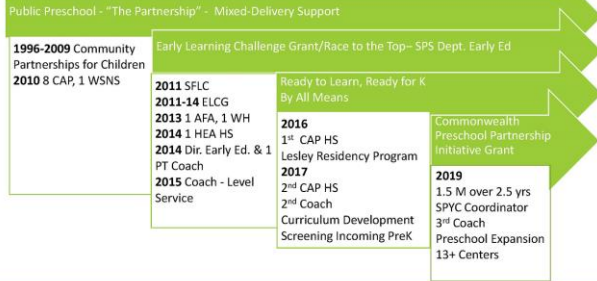 Public Preschool - "The Partnership" - Mixed-Delivery Support
1996-2009 Community
Partnerships for Children
2010 8 CAP, 1 WSNS
Early Learning Challenge Grant/Race to the Top– SPS Dept. Early Ed
2011 SFLC
2011-14 ELCG
2013 1 AFA, 1 WH
2014 1 HEA HS
2014 Dir. Early Ed. & 1
PT Coach
2015 Coach - Level
Service
Ready to Learn, Ready for K
By All Means
2016
1st CAP HS
Lesley Residency Program
2017
2nd CAP HS
2nd Coach
Curriculum Development
Screening Incoming PreK
Commonwealth
Preschool Partnership
Initiative Grant
2019
1.5 M over 2.5 yrs
SPYC Coordinator
3rd Coach
Preschool Expansion
13+ Centers